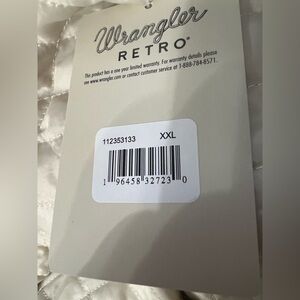 Wrangler
RETRO®
This product has a one year limited warranty. For warranty details please
see www.wrangler.com or contact customer service at 1-888-784-8571.
112353133 XXL
1 96458 32723 0